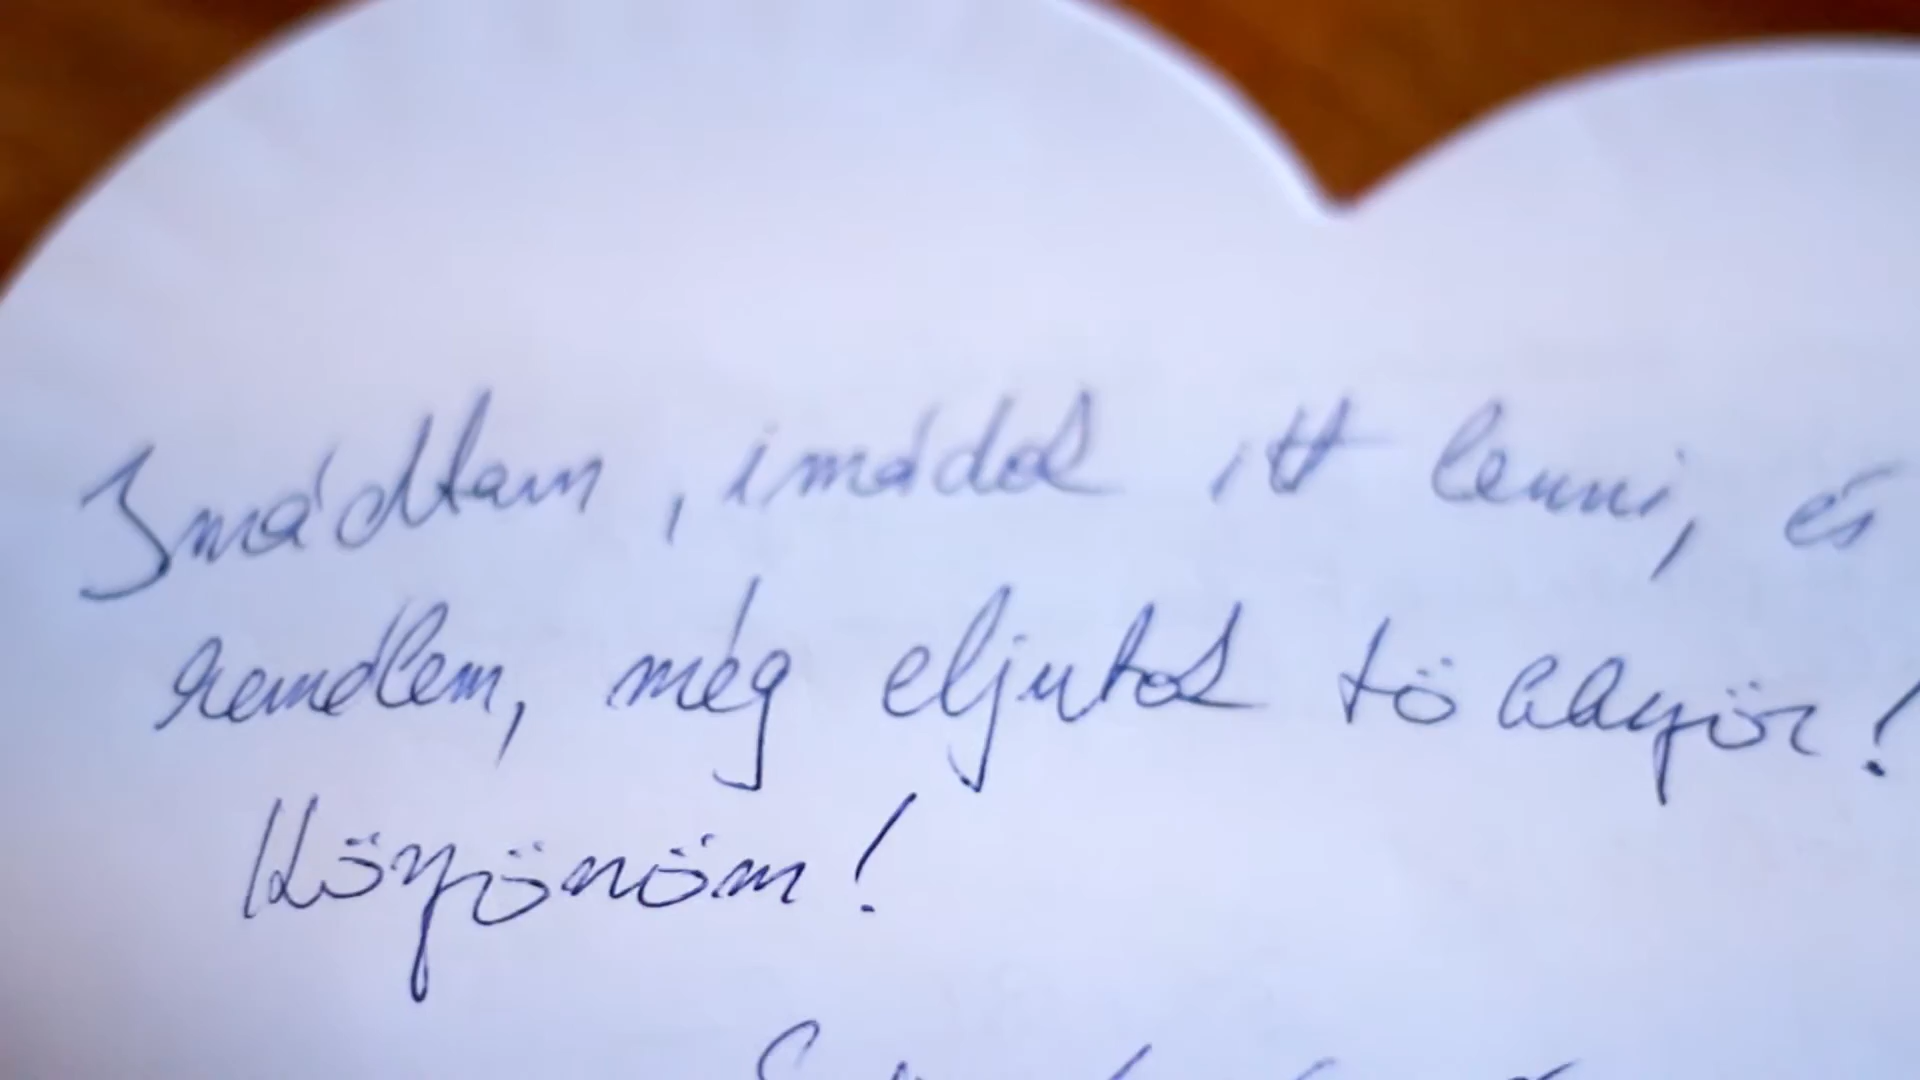 Imádtam, imádok itt lenni, és
remélem, még eljutok többször!
Köszönöm!